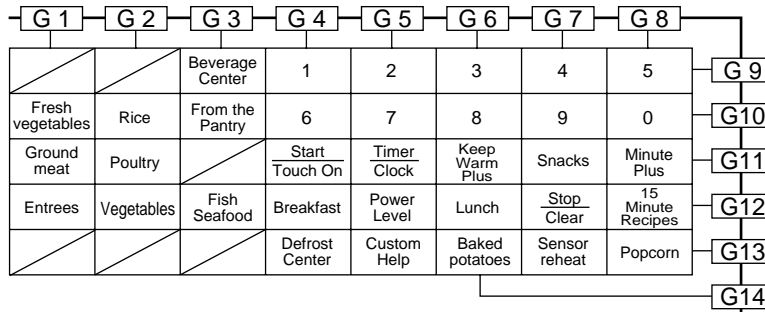 G 1 G 2 G 3 G 4 G 5 G 6 G 7 G 8
Beverage Center 1 2 3 4 5 G 9
Fresh vegetables Rice From the Pantry 6 7 8 9 0 G10
Ground meat Poultry Start Touch On Timer Clock Keep Warm Plus Snacks Minute Plus G11
Entrees Vegetables Fish Seafood Breakfast Power Level Lunch Stop Clear 15 Minute Recipes G12
Defrost Center Custom Help Baked potatoes Sensor reheat Popcorn G13
G14